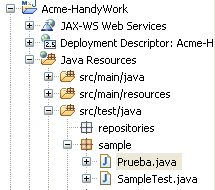 Acme-HandyWork
JAX-WS Web Services
Deployment Descriptor: Acme-H
Java Resources
src/main/java
src/main/resources
src/test/java
repositories
sample
Prueba.java
SampleTest.java